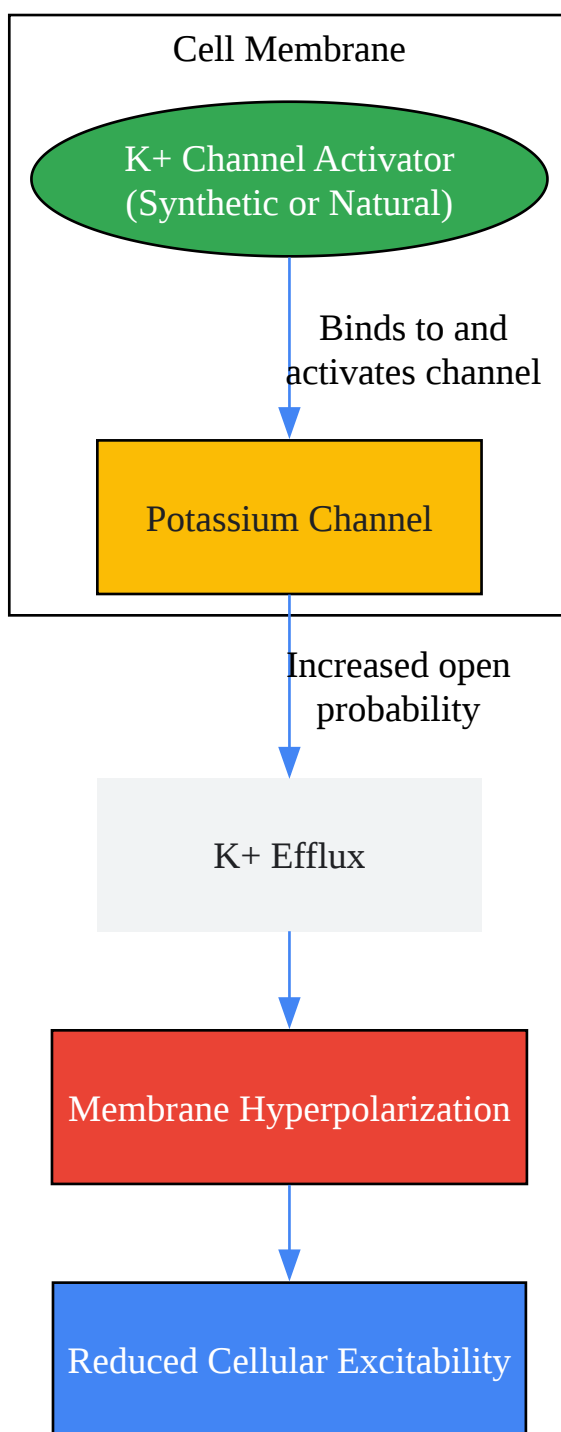 Cell Membrane
K+ Channel Activator
(Synthetic or Natural)
Binds to and
activates channel
Potassium Channel
Increased open
probability
K+ Efflux
Membrane Hyperpolarization
Reduced Cellular Excitability